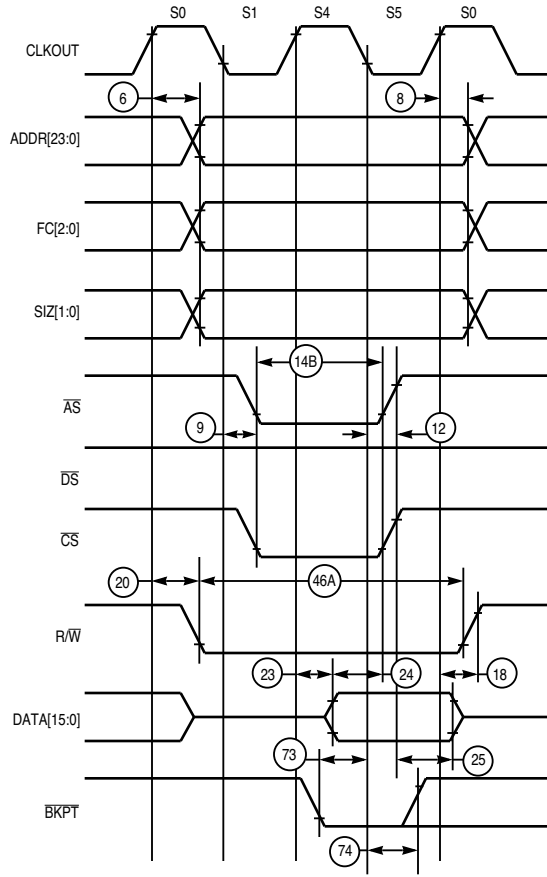 S0 S1 S4 S5 S0
CLKOUT
6 8
ADDR[23:0]
FC[2:0]
SIZ[1:0]
14B
AS
9 12
DS
CS
20 46A
R/W
23 24 18
DATA[15:0]
73 25
BKPT
74